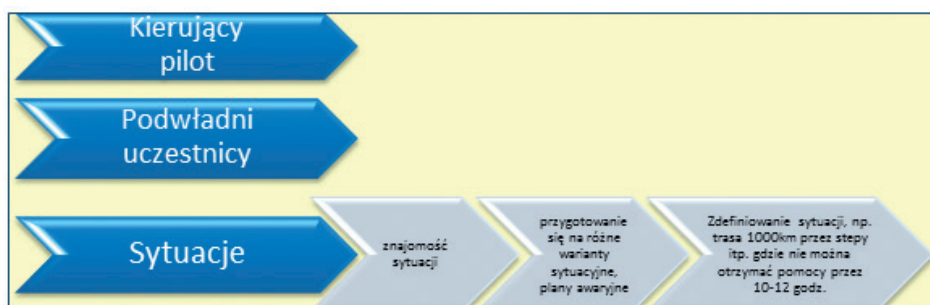 Kierujący
pilot
Podwładni
uczestnicy
Sytuacje
znajomość
sytuacji
przygotowanie
się na różne
warianty
sytuacyjne,
plany awaryjne
Zdefiniowanie sytuacji, np.
trasa 1000km przez stepy
itp. gdzie nie można
otrzymać pomocy przez
10-12 godz.